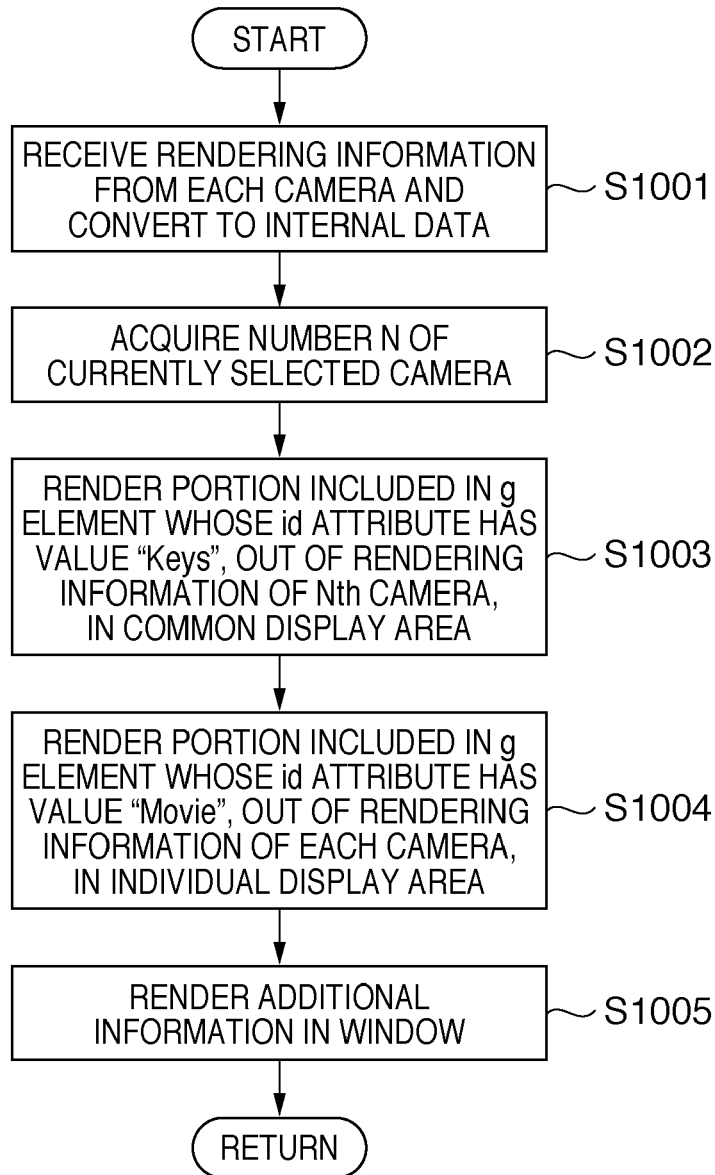 START
RECEIVE RENDERING INFORMATION
FROM EACH CAMERA AND
CONVERT TO INTERNAL DATA
S1001
ACQUIRE NUMBER N OF
CURRENTLY SELECTED CAMERA
S1002
RENDER PORTION INCLUDED IN g
ELEMENT WHOSE id ATTRIBUTE HAS
VALUE “Keys”, OUT OF RENDERING
INFORMATION OF Nth CAMERA,
IN COMMON DISPLAY AREA
S1003
RENDER PORTION INCLUDED IN g
ELEMENT WHOSE id ATTRIBUTE HAS
VALUE “Movie”, OUT OF RENDERING
INFORMATION OF EACH CAMERA,
IN INDIVIDUAL DISPLAY AREA
S1004
RENDER ADDITIONAL
INFORMATION IN WINDOW
S1005
RETURN